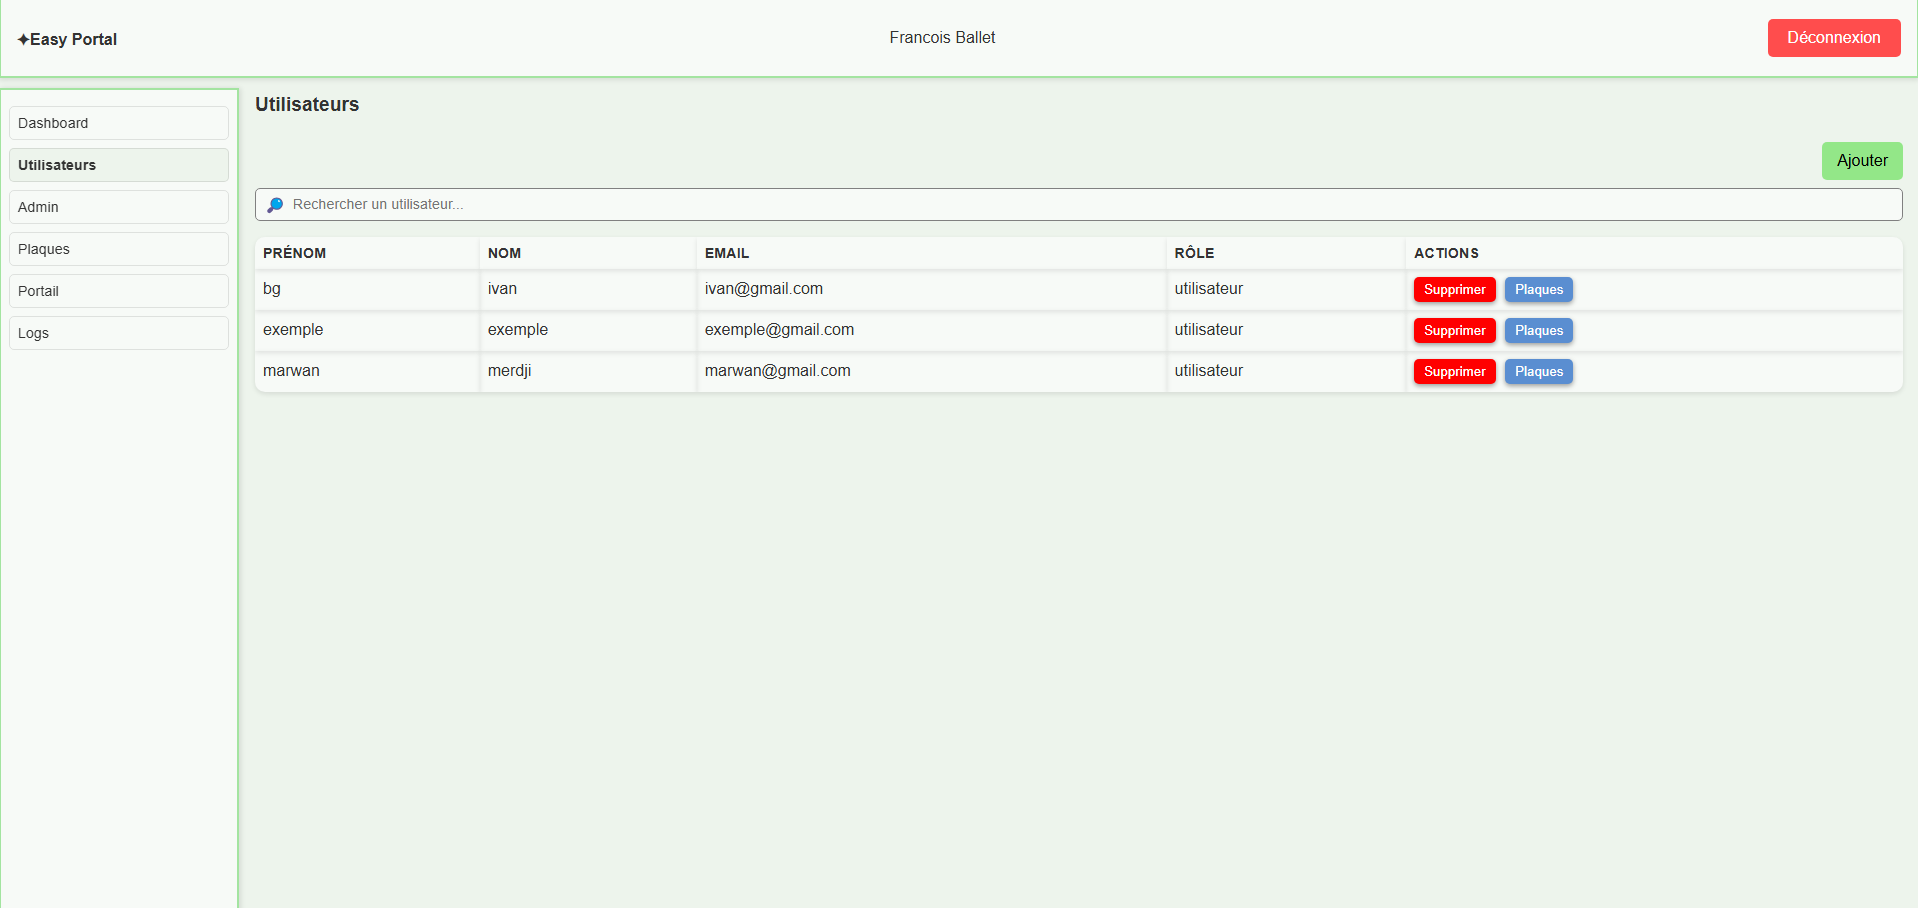 ✦Easy Portal
Francois Ballet
Déconnexion
Dashboard
Utilisateurs
Admin
Plaques
Portail
Logs
Utilisateurs
Ajouter
Rechercher un utilisateur...
PRÉNOM NOM EMAIL RÔLE ACTIONS
bg ivan ivan@gmail.com utilisateur Supprimer Plaques
exemple exemple exemple@gmail.com utilisateur Supprimer Plaques
marwan merdji marwan@gmail.com utilisateur Supprimer Plaques